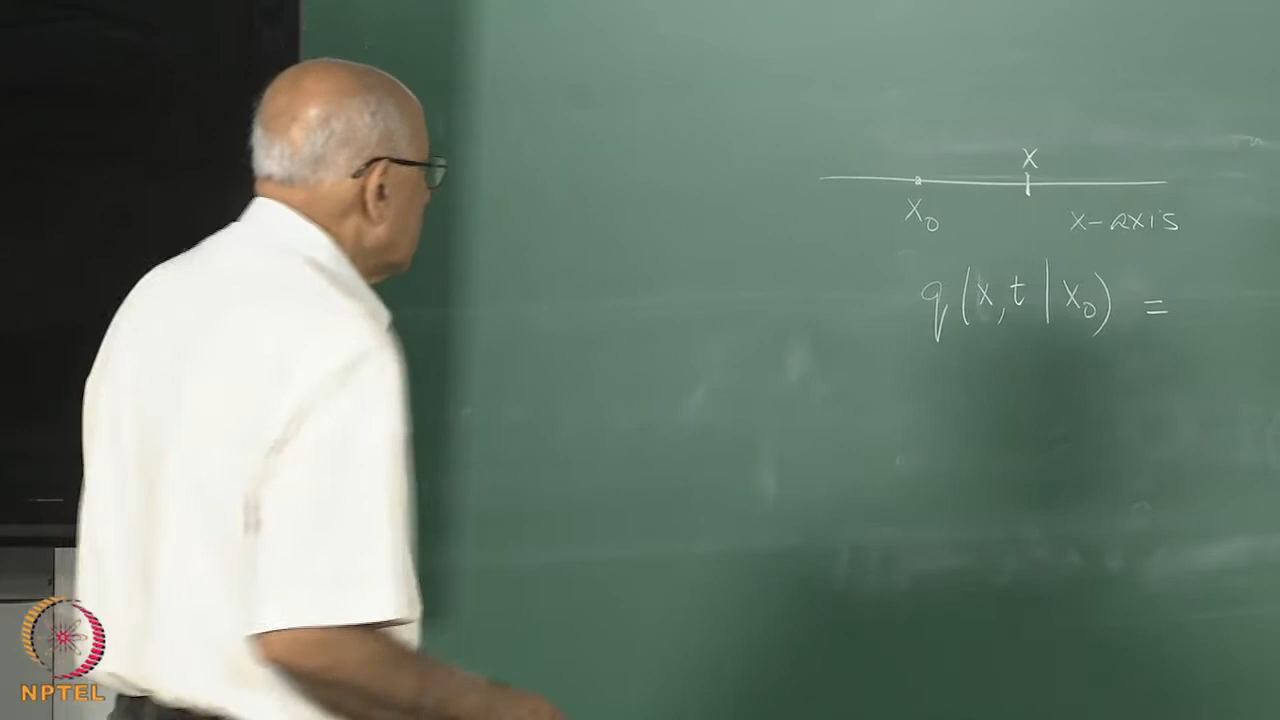 x
x₀ x-axis
q(x,t|x₀) =
NPTEL